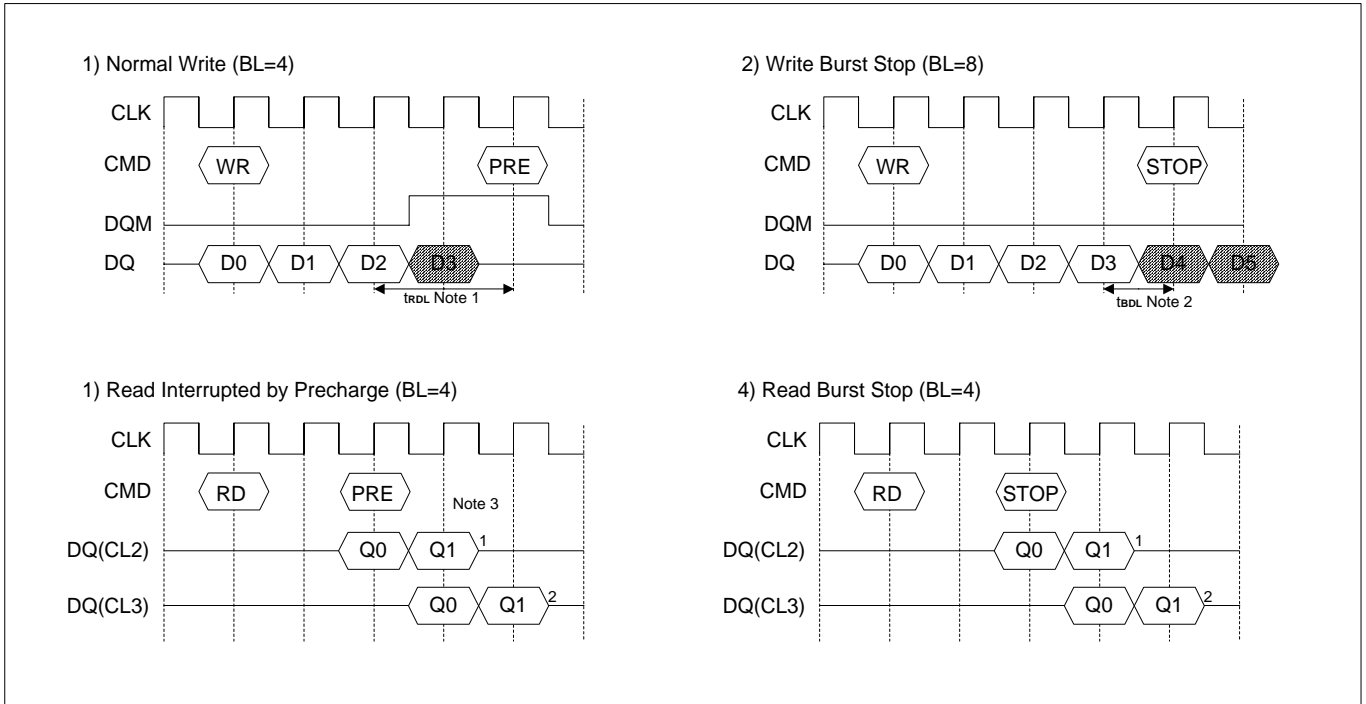 1) Normal Write (BL=4)
CLK
CMD WR PRE
DQM
DQ D0 D1 D2 D3
tRDL Note 1
2) Write Burst Stop (BL=8)
CLK
CMD WR STOP
DQM
DQ D0 D1 D2 D3 D4 D5
tBDL Note 2
1) Read Interrupted by Precharge (BL=4)
CLK
CMD RD PRE
Note 3
DQ(CL2) Q0 Q1 1
DQ(CL3) Q0 Q1 2
4) Read Burst Stop (BL=4)
CLK
CMD RD STOP
DQ(CL2) Q0 Q1 1
DQ(CL3) Q0 Q1 2